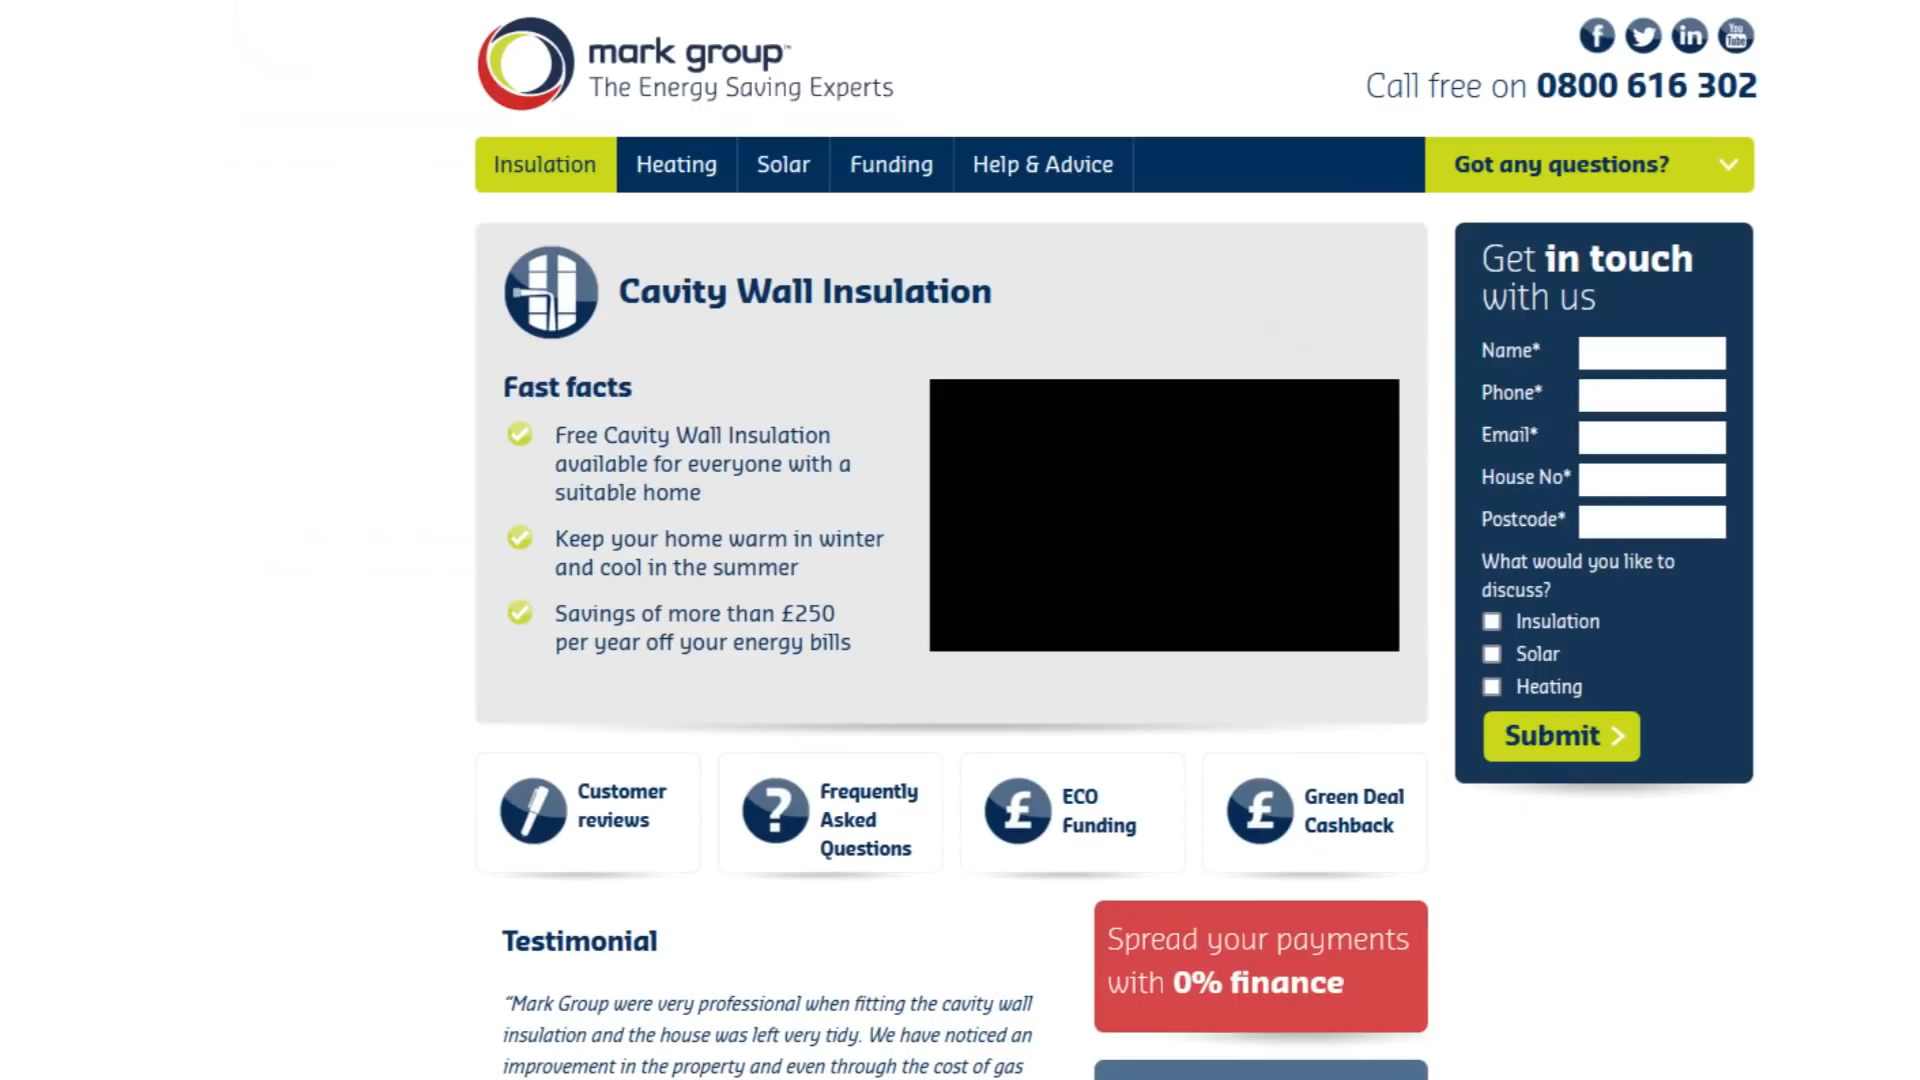 mark group™
The Energy Saving Experts
You
Tube
Call free on 0800 616 302
Insulation
Heating
Solar
Funding
Help & Advice
Got any questions?
Cavity Wall Insulation
Fast facts
Free Cavity Wall Insulation
available for everyone with a
suitable home
Keep your home warm in winter
and cool in the summer
Savings of more than £250
per year off your energy bills
Get in touch
with us
Name*
Phone*
Email*
House No*
Postcode*
What would you like to
discuss?
Insulation
Solar
Heating
Submit
Customer
reviews
Frequently
Asked
Questions
ECO
Funding
Green Deal
Cashback
Testimonial
“Mark Group were very professional when fitting the cavity wall
insulation and the house was left very tidy. We have noticed an
improvement in the property and even through the cost of gas
Spread your payments
with 0% finance